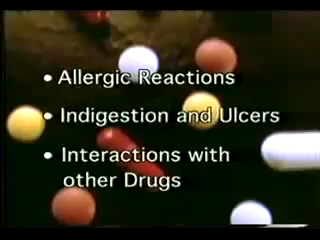 • Allergic Reactions
• Indigestion and Ulcers
• Interactions with
other Drugs